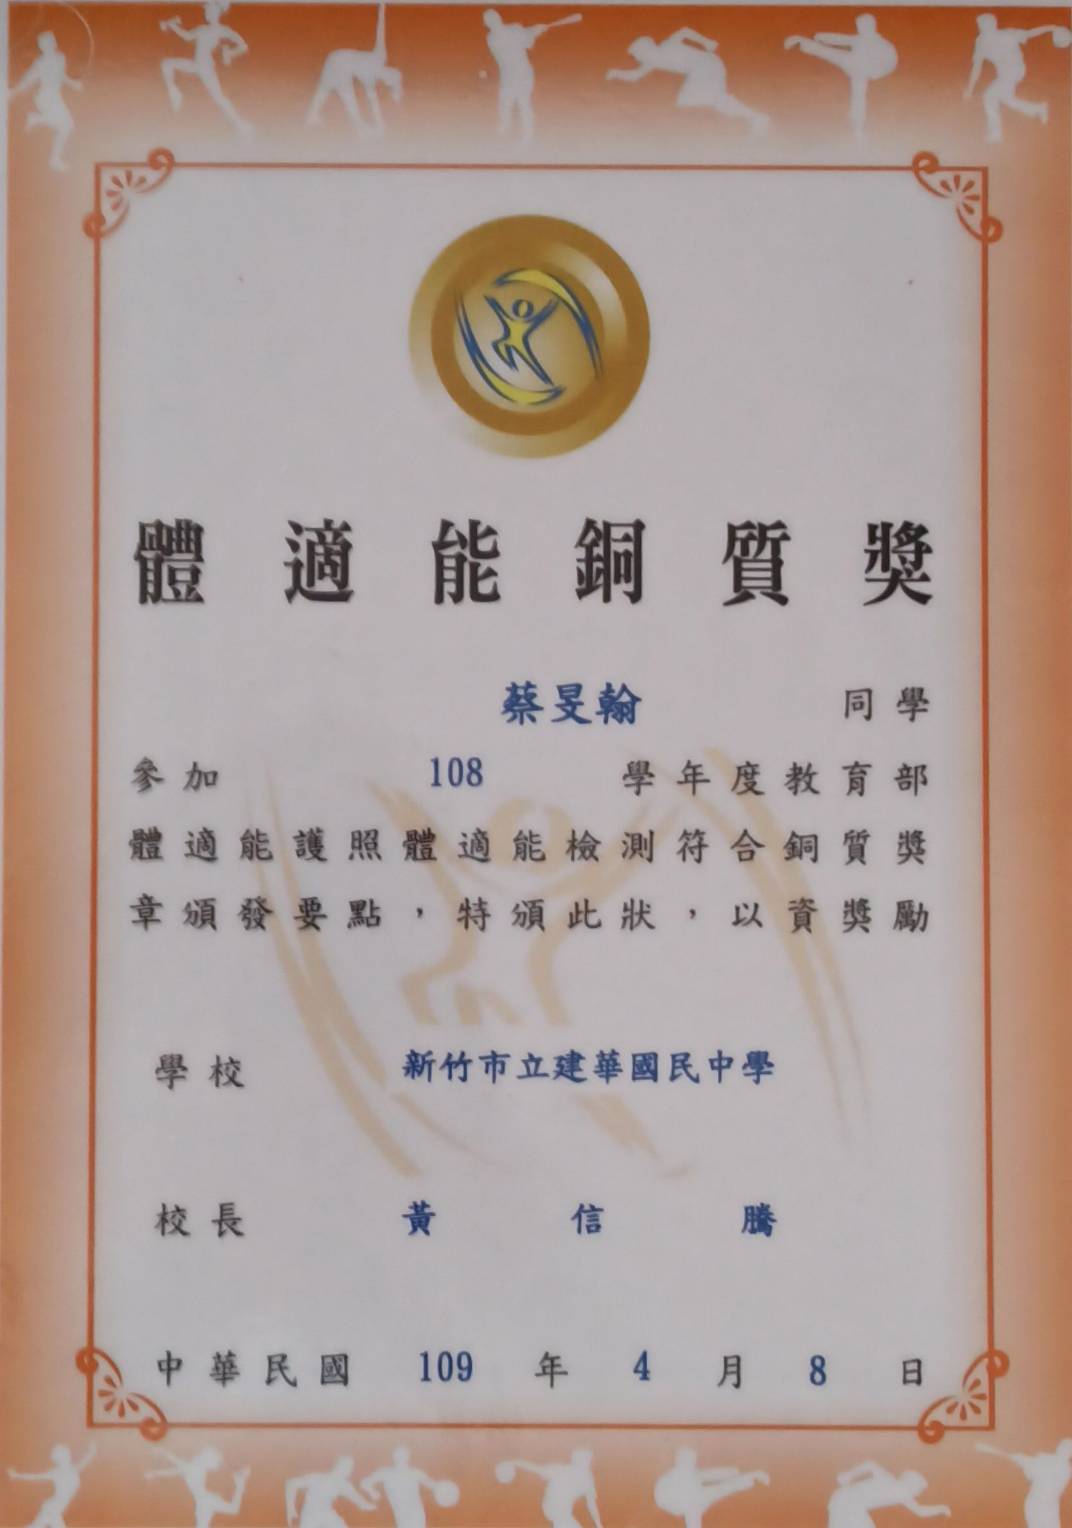 體適能銅質獎
蔡旻翰 同學
參加 108 學年度教育部
體適能護照體適能檢測符合銅質獎
章頒發要點，特頒此狀，以資獎勵
學校 新竹市立建華國民中學
校長 黃信騰
中華民國 109 年 4 月 8 日